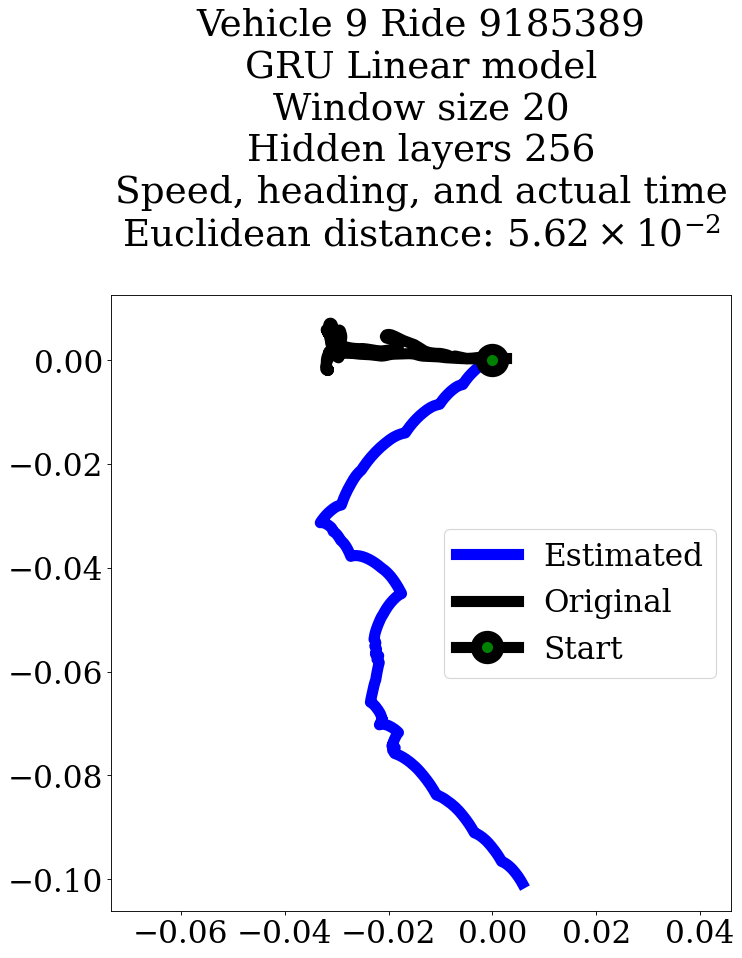 Vehicle 9 Ride 9185389
GRU Linear model
Window size 20
Hidden layers 256
Speed, heading, and actual time
Euclidean distance: 5.62 × 10⁻²
0.00
−0.02
−0.04
−0.06
−0.08
−0.10
Estimated
Original
Start
−0.06 −0.04 −0.02 0.00 0.02 0.04